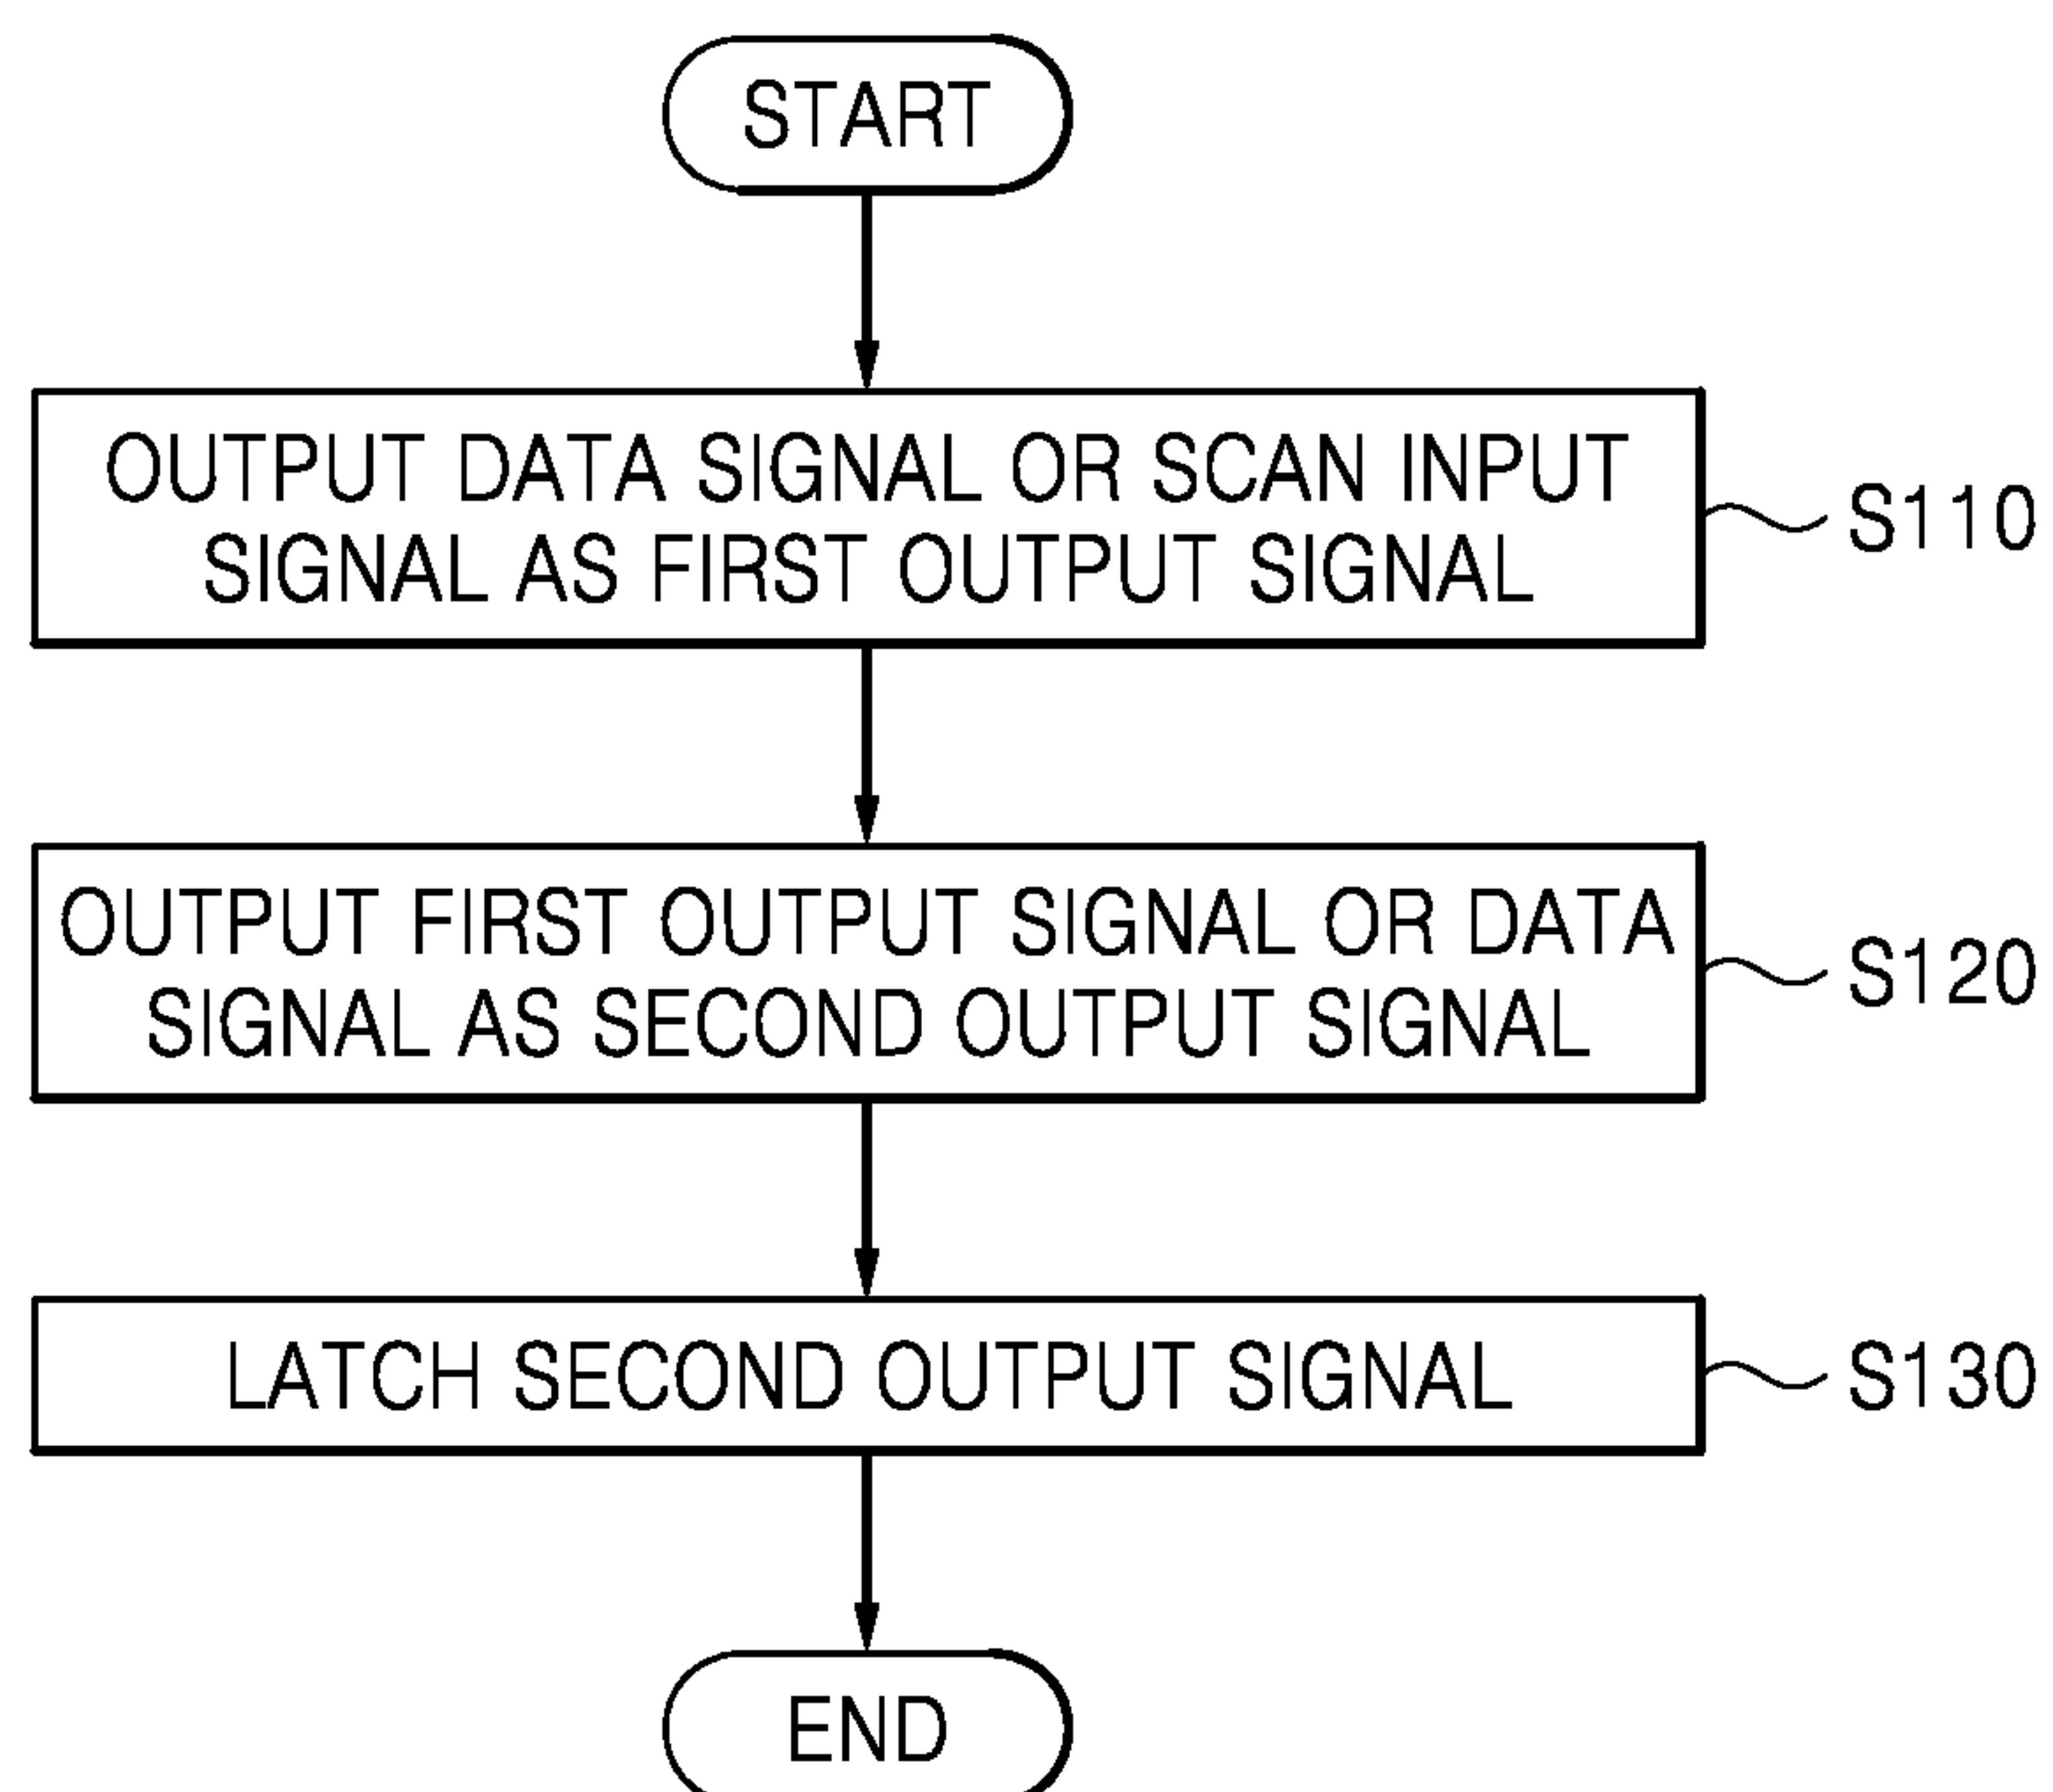 START
OUTPUT DATA SIGNAL OR SCAN INPUT
SIGNAL AS FIRST OUTPUT SIGNAL
S110
OUTPUT FIRST OUTPUT SIGNAL OR DATA
SIGNAL AS SECOND OUTPUT SIGNAL
S120
LATCH SECOND OUTPUT SIGNAL
S130
END